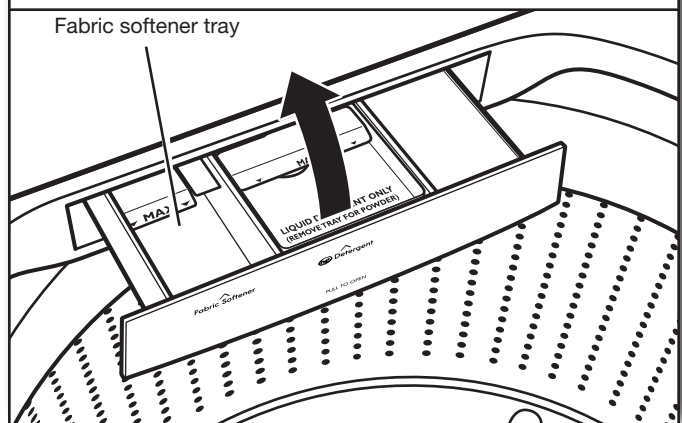 Fabric softener tray
MAX
LIQUID D ENT ONLY
(REMOVE TRAY FOR POWDER)
Detergent
Fabric Softener
PULL TO OPEN